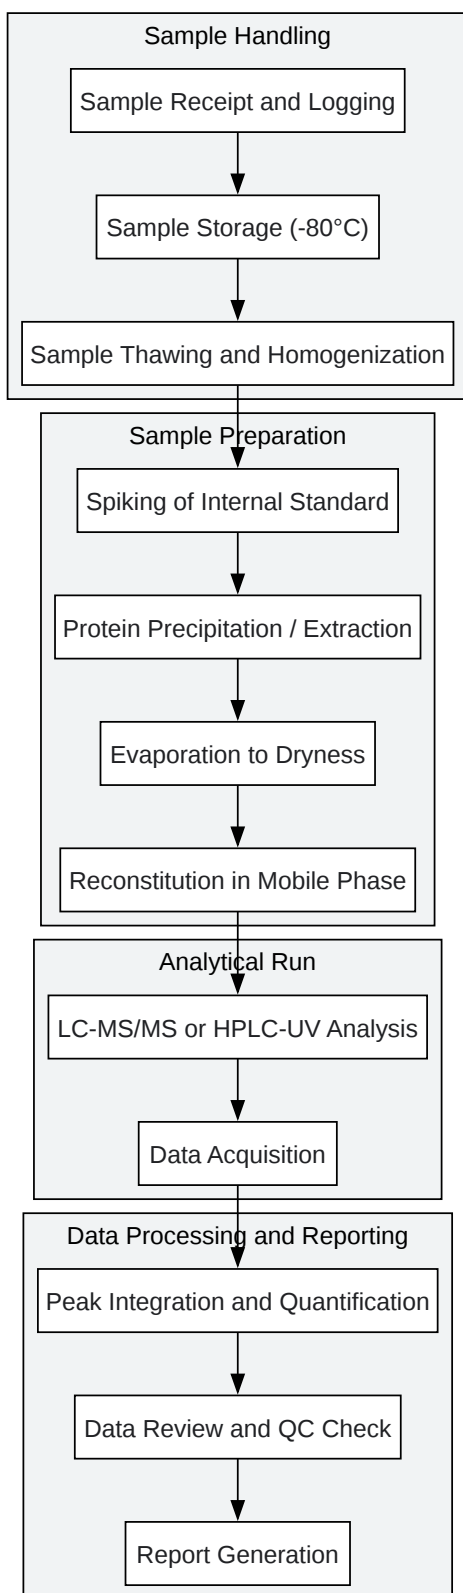 Sample Handling
Sample Receipt and Logging
Sample Storage (-80°C)
Sample Thawing and Homogenization
Sample Preparation
Spiking of Internal Standard
Protein Precipitation / Extraction
Evaporation to Dryness
Reconstitution in Mobile Phase
Analytical Run
LC-MS/MS or HPLC-UV Analysis
Data Acquisition
Data Processing and Reporting
Peak Integration and Quantification
Data Review and QC Check
Report Generation